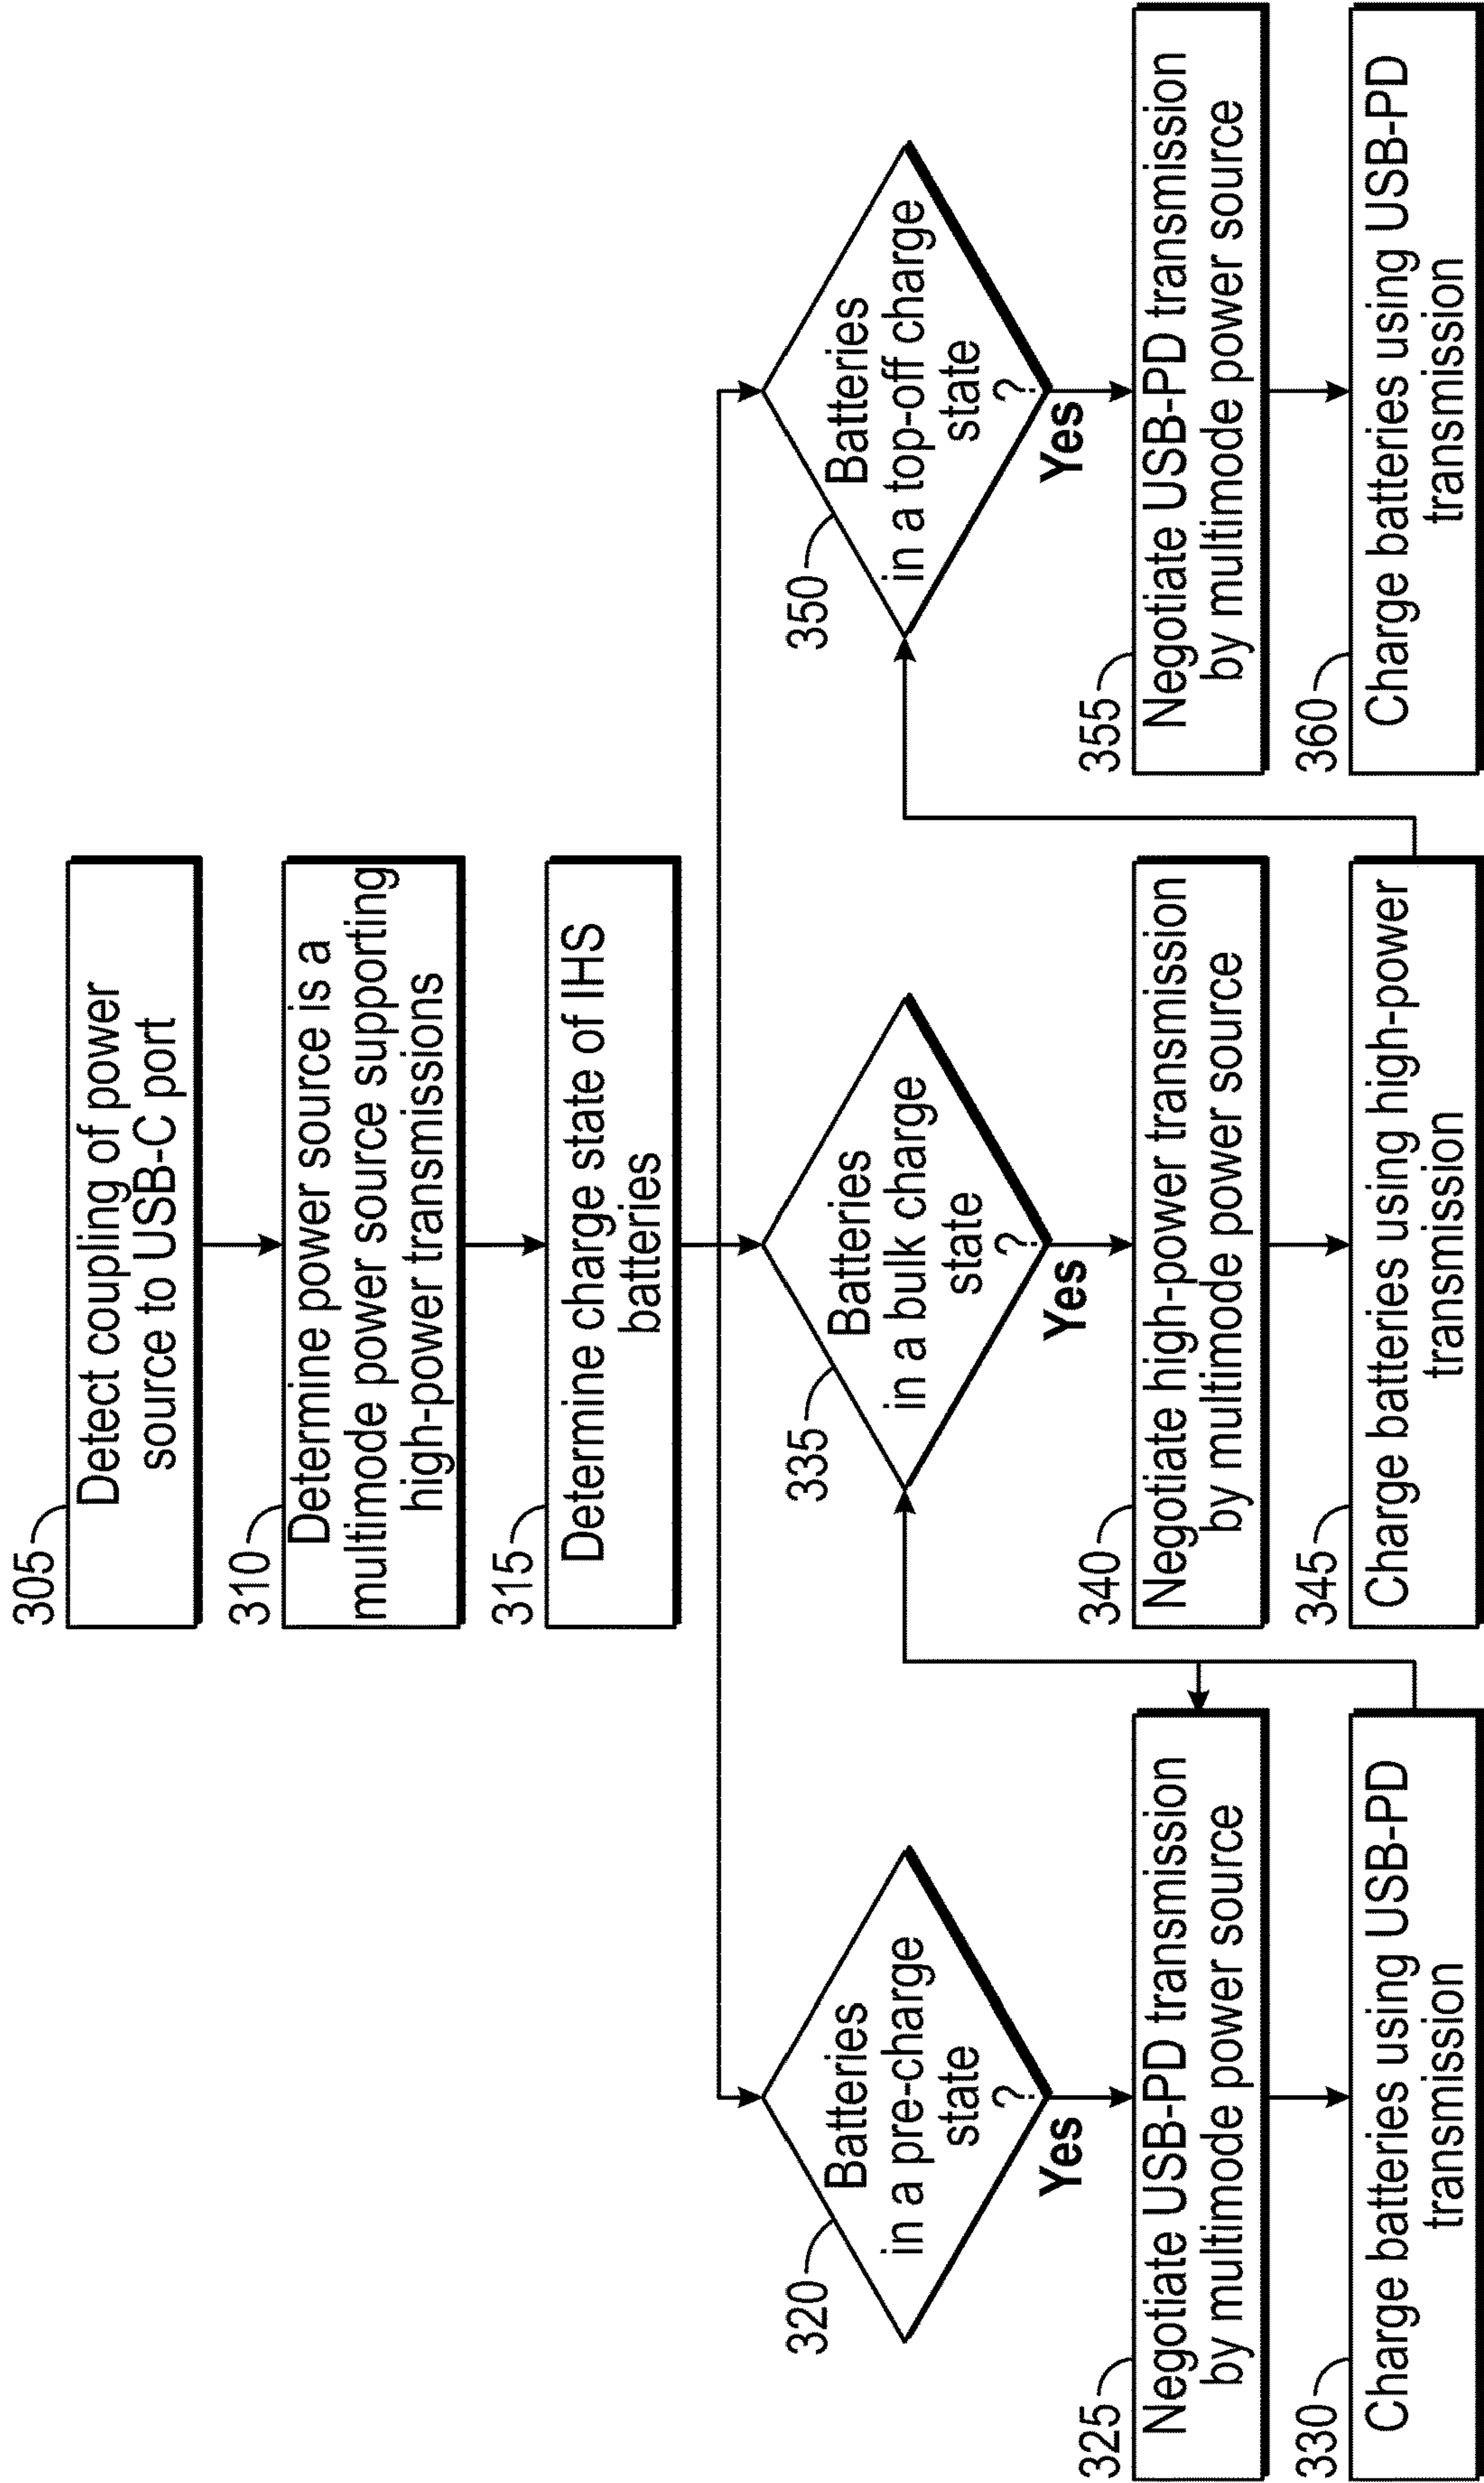 305
Detect coupling of power
source to USB-C port
310
Determine power source is a
multimode power source supporting
high-power transmissions
315
Determine charge state of IHS
batteries
320
Batteries
in a pre-charge
state
?
Yes
325
Negotiate USB-PD transmission
by multimode power source
330
Charge batteries using USB-PD
transmission
335
Batteries
in a bulk charge
state
?
Yes
340
Negotiate high-power transmission
by multimode power source
345
Charge batteries using high-power
transmission
350
Batteries
in a top-off charge
state
?
Yes
355
Negotiate USB-PD transmission
by multimode power source
360
Charge batteries using USB-PD
transmission